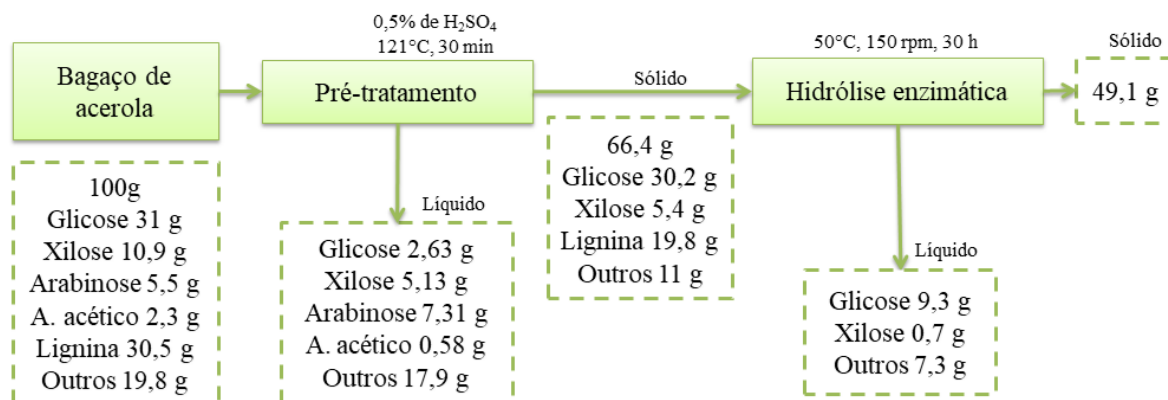 Bagaço de
acerola
100g
Glicose 31 g
Xilose 10,9 g
Arabinose 5,5 g
A. acético 2,3 g
Lignina 30,5 g
Outros 19,8 g
0,5% de H₂SO₄
121°C, 30 min
Pré-tratamento
Líquido
Glicose 2,63 g
Xilose 5,13 g
Arabinose 7,31 g
A. acético 0,58 g
Outros 17,9 g
Sólido
66,4 g
Glicose 30,2 g
Xilose 5,4 g
Lignina 19,8 g
Outros 11 g
50°C, 150 rpm, 30 h
Hidrólise enzimática
Líquido
Glicose 9,3 g
Xilose 0,7 g
Outros 7,3 g
Sólido
49,1 g